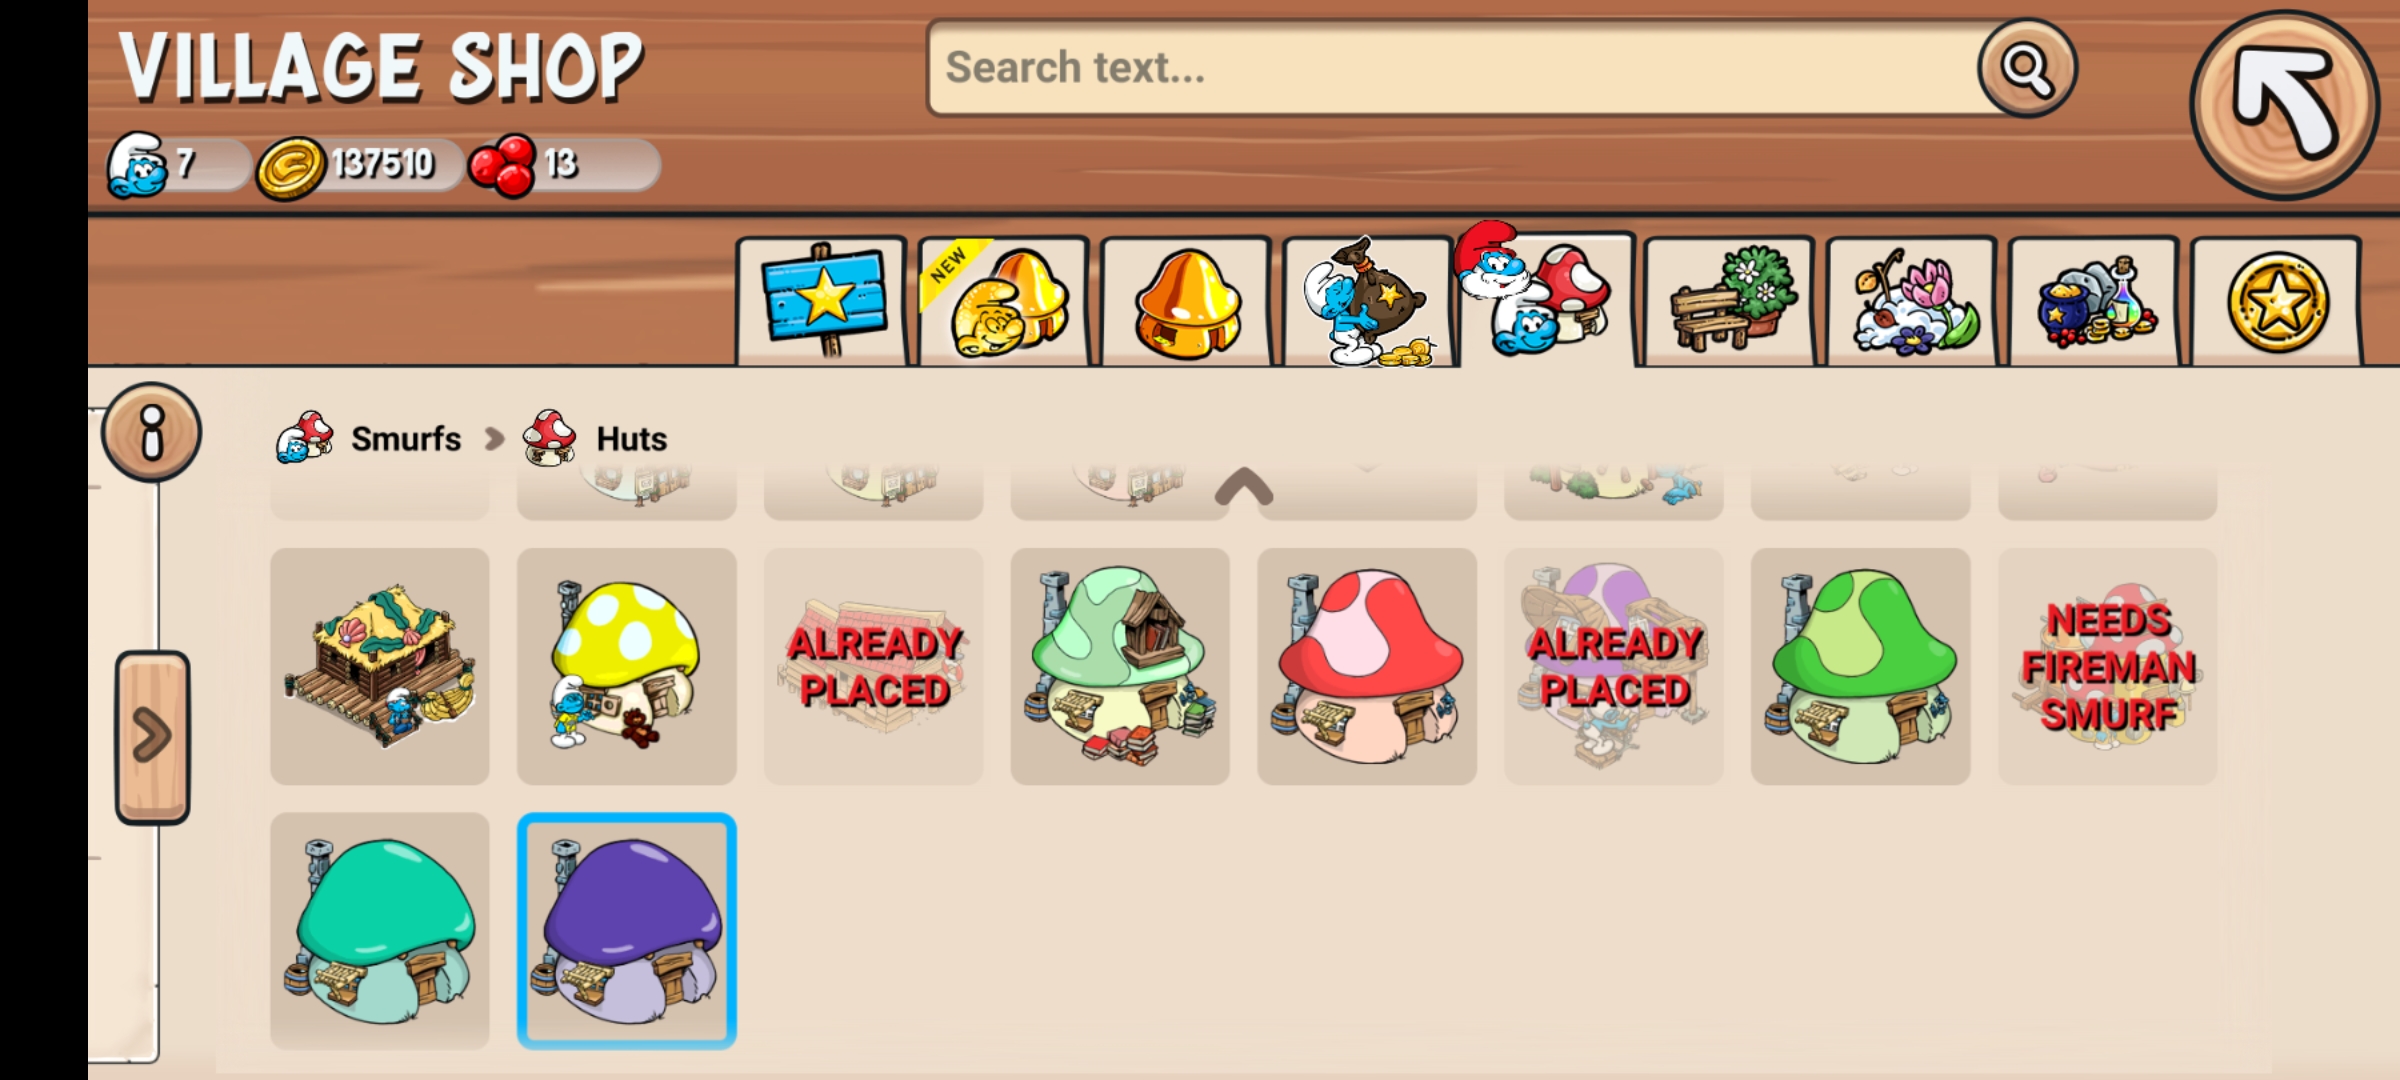 VILLAGE SHOP
Search text...
7
137510
13
NEW
Smurfs
Huts
ALREADY
PLACED
ALREADY
PLACED
NEEDS
FIREMAN
SMURF